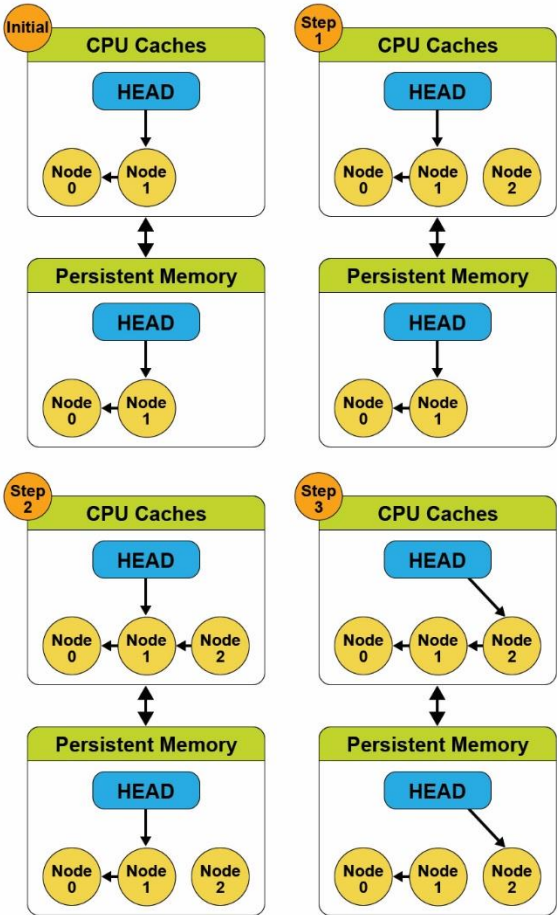 Initial
CPU Caches
HEAD
Node
0
Node
1
Persistent Memory
HEAD
Node
0
Node
1
Step
1
CPU Caches
HEAD
Node
0
Node
1
Node
2
Persistent Memory
HEAD
Node
0
Node
1
Step
2
CPU Caches
HEAD
Node
0
Node
1
Node
2
Persistent Memory
HEAD
Node
0
Node
1
Node
2
Step
3
CPU Caches
HEAD
Node
0
Node
1
Node
2
Persistent Memory
HEAD
Node
0
Node
1
Node
2